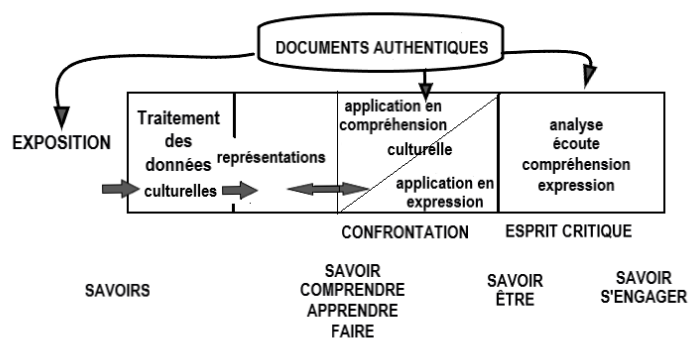 DOCUMENTS AUTHENTIQUES
EXPOSITION
Traitement
des
données
culturelles
représentations
application en
compréhension
culturelle
application en
expression
analyse
écoute
compréhension
expression
CONFRONTATION
ESPRIT CRITIQUE
SAVOIRS
SAVOIR
COMPRENDRE
APPRENDRE
FAIRE
SAVOIR
ÊTRE
SAVOIR
S'ENGAGER